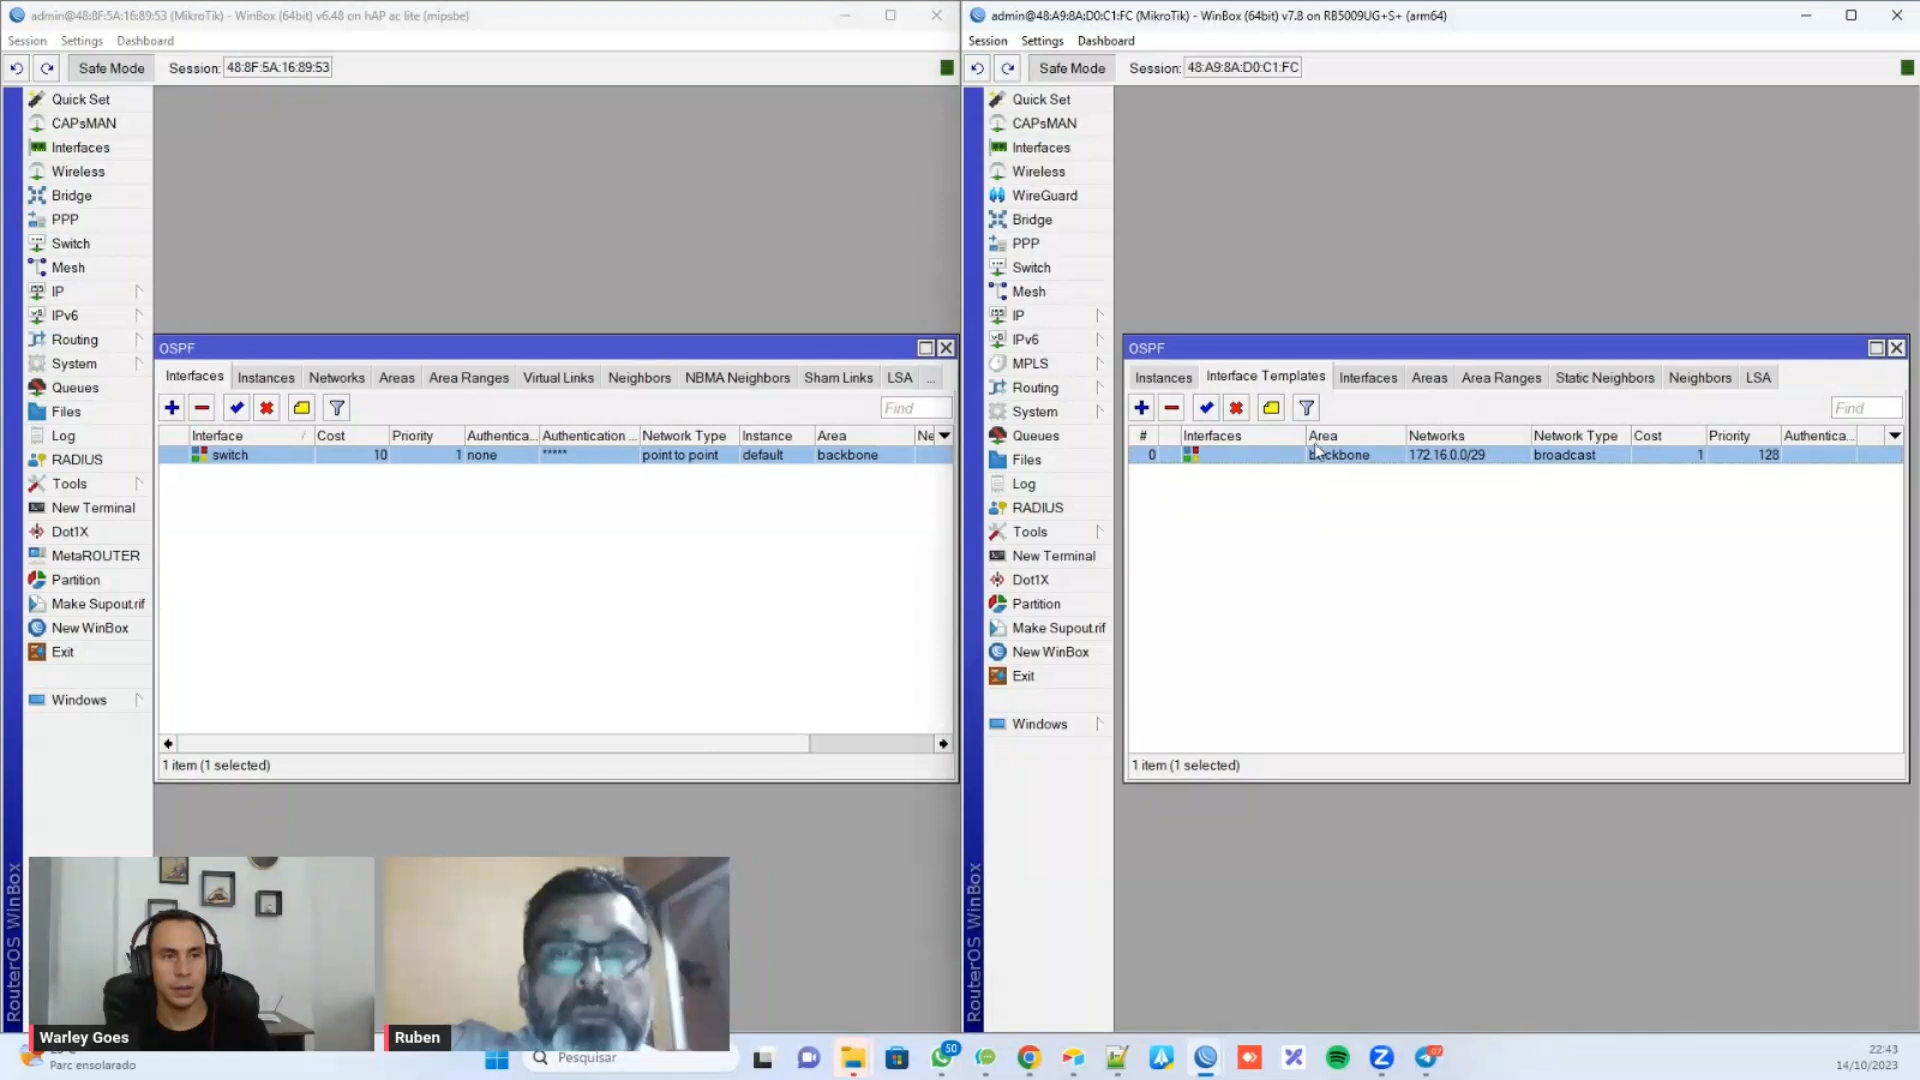 admin@48:8F:5A:16:89:53 (MikroTik) - WinBox (64bit) v6.48 on hAP ac lite (mipsbe)
Session Settings Dashboard
Safe Mode Session: 48:8F:5A:16:89:53
Quick Set
CAPsMAN
Interfaces
Wireless
Bridge
PPP
Switch
Mesh
IP
IPv6
Routing
System
Queues
Files
Log
RADIUS
Tools
New Terminal
Dot1X
MetaROUTER
Partition
Make Supout.rif
New WinBox
Exit
Windows
RouterOS WinBox
OSPF
Interfaces Instances Networks Areas Area Ranges Virtual Links Neighbors NBMA Neighbors Sham Links LSA ...
Find
Interface Cost Priority Authentica... Authentication ... Network Type Instance Area Ne
switch 10 1 none ***** point to point default backbone
1 item (1 selected)
admin@48:A9:8A:D0:C1:FC (MikroTik) - WinBox (64bit) v7.8 on RB5009UG+S+ (arm64)
Session Settings Dashboard
Safe Mode Session: 48:A9:8A:D0:C1:FC
Quick Set
CAPsMAN
Interfaces
Wireless
WireGuard
Bridge
PPP
Switch
Mesh
IP
IPv6
MPLS
Routing
System
Queues
Files
Log
RADIUS
Tools
New Terminal
Dot1X
Partition
Make Supout.rif
New WinBox
Exit
Windows
RouterOS WinBox
OSPF
Instances Interface Templates Interfaces Areas Area Ranges Static Neighbors Neighbors LSA
Find
# Interfaces Area Networks Network Type Cost Priority Authentica...
0 backbone 172.16.0.0/29 broadcast 1 128
1 item (1 selected)
Warley Goes
Ruben
Parc ensolarado
Pesquisar
50
22:43
14/10/2023